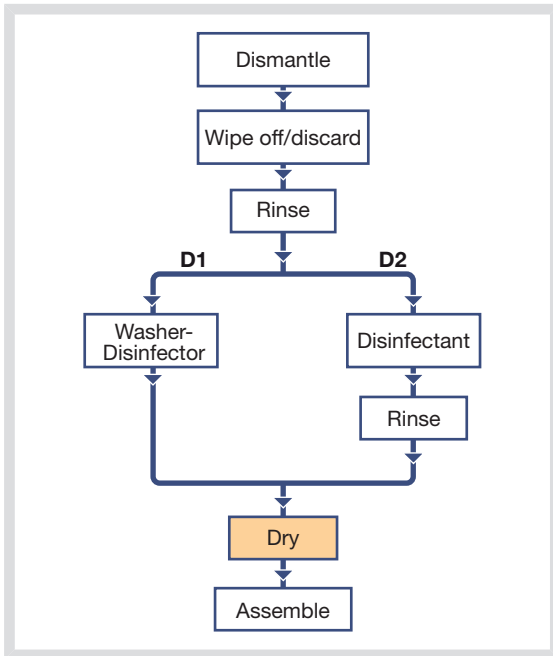 Dismantle
Wipe off/discard
Rinse
D1
D2
Washer-
Disinfector
Disinfectant
Rinse
Dry
Assemble